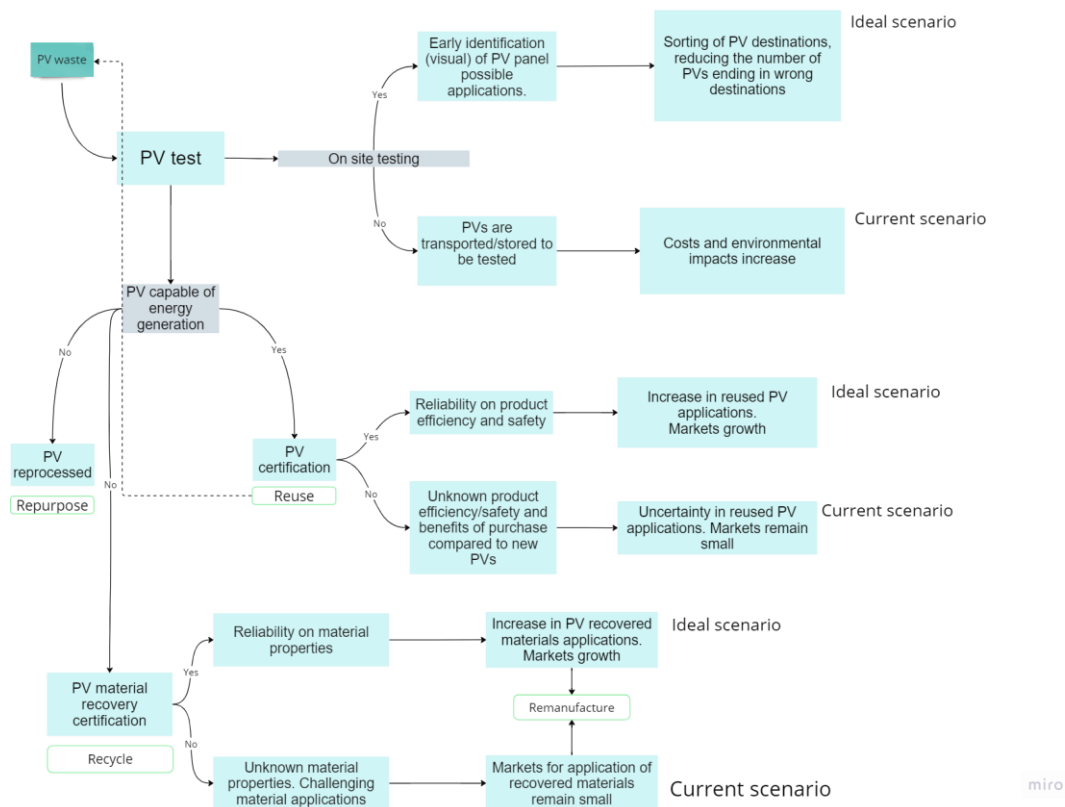 Ideal scenario
PV waste
Early identification
(visual) of PV panel
possible
applications.
Sorting of PV destinations,
reducing the number of
PVs ending in wrong
destinations
Yes
PV test
On site testing
No
PVs are
transported/stored to
be tested
Current scenario
Costs and environmental
impacts increase
PV capable of
energy
generation
No
Yes
Ideal scenario
Reliability on product
efficiency and safety
Increase in reused PV
applications.
Markets growth
Yes
PV
reprocessed
PV
certification
No
Repurpose
Reuse
No
Unknown product
efficiency/safety and
benefits of purchase
compared to new
PVs
Uncertainty in reused PV
applications. Markets remain
small
Current scenario
Reliability on material
properties
Increase in PV recovered
materials applications.
Markets growth
Ideal scenario
Yes
PV material
recovery
certification
Remanufacture
No
Recycle
Unknown material
properties. Challenging
material applications
Markets for application of
recovered materials
remain small
Current scenario
miro